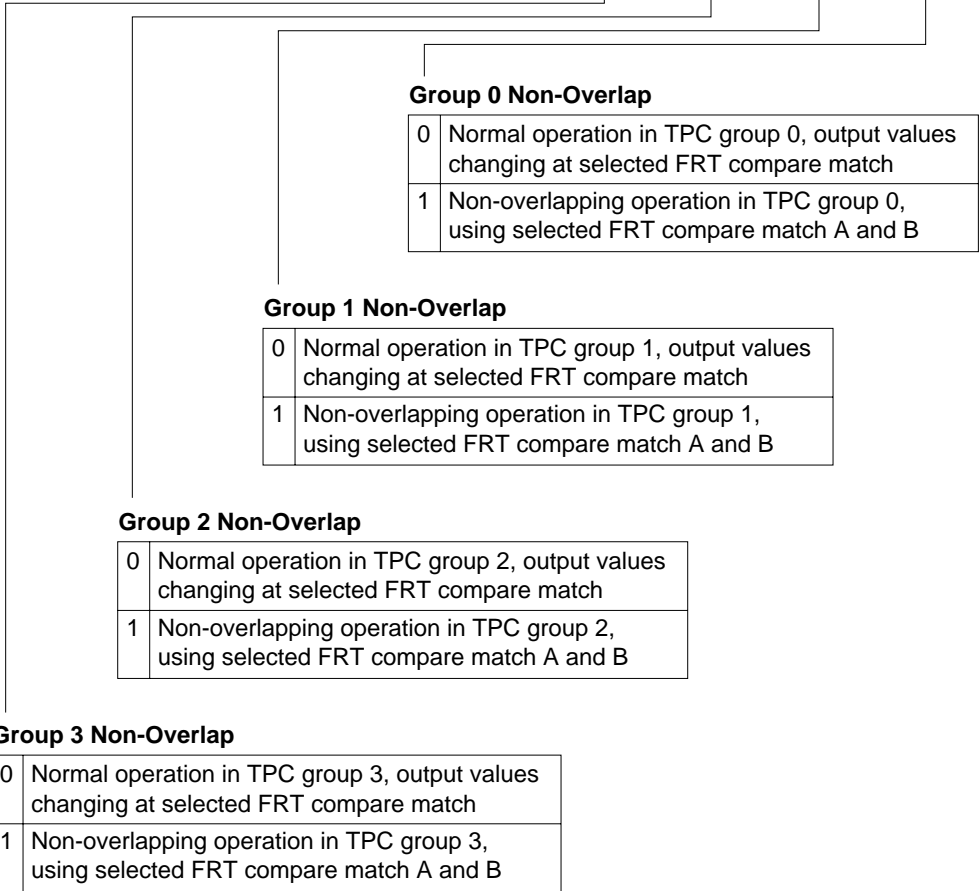 Group 0 Non-Overlap
0 Normal operation in TPC group 0, output values
changing at selected FRT compare match
1 Non-overlapping operation in TPC group 0,
using selected FRT compare match A and B
Group 1 Non-Overlap
0 Normal operation in TPC group 1, output values
changing at selected FRT compare match
1 Non-overlapping operation in TPC group 1,
using selected FRT compare match A and B
Group 2 Non-Overlap
0 Normal operation in TPC group 2, output values
changing at selected FRT compare match
1 Non-overlapping operation in TPC group 2,
using selected FRT compare match A and B
Group 3 Non-Overlap
0 Normal operation in TPC group 3, output values
changing at selected FRT compare match
1 Non-overlapping operation in TPC group 3,
using selected FRT compare match A and B